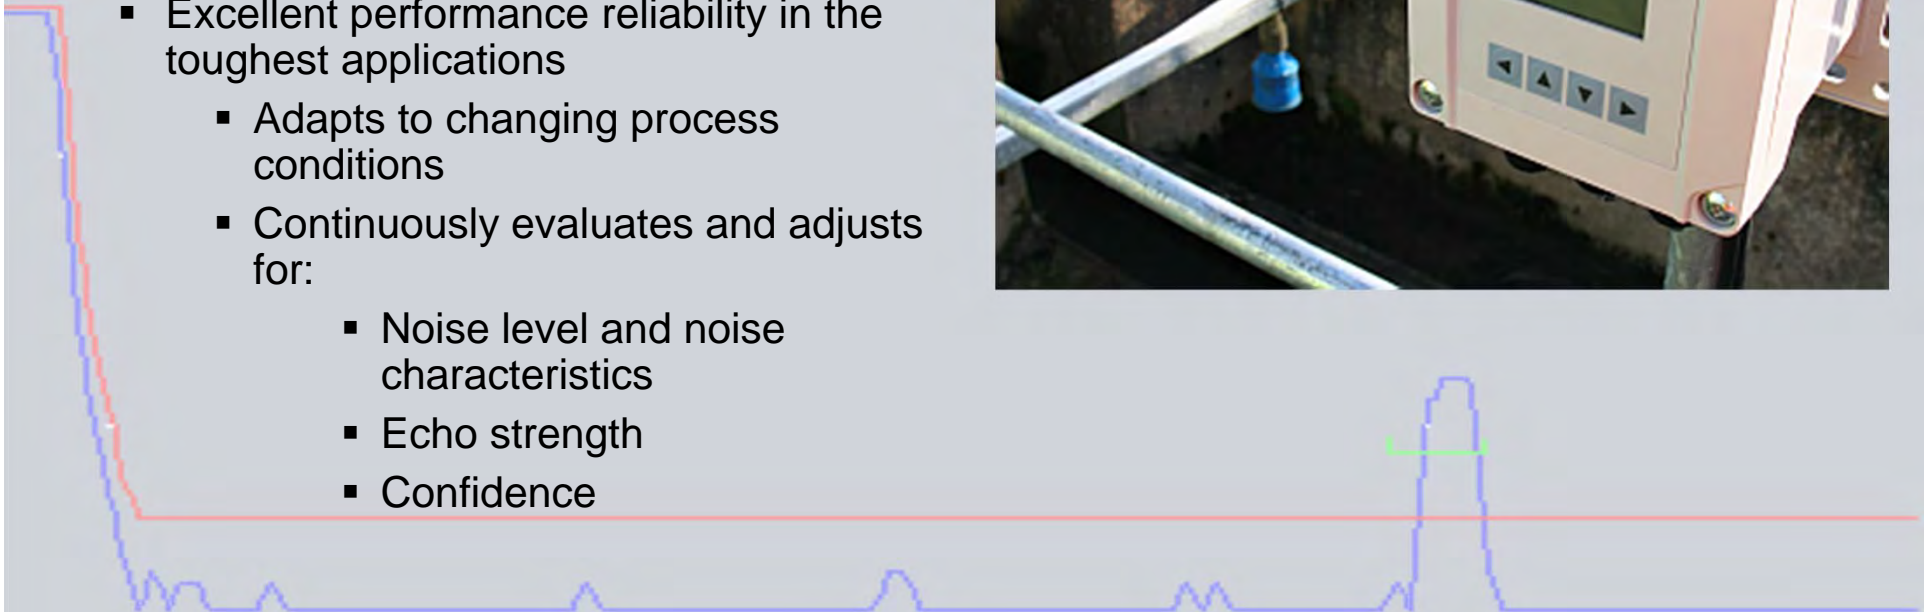 ▪ Excellent performance reliability in the
toughest applications
▪ Adapts to changing process
conditions
▪ Continuously evaluates and adjusts
for:
▪ Noise level and noise
characteristics
▪ Echo strength
▪ Confidence